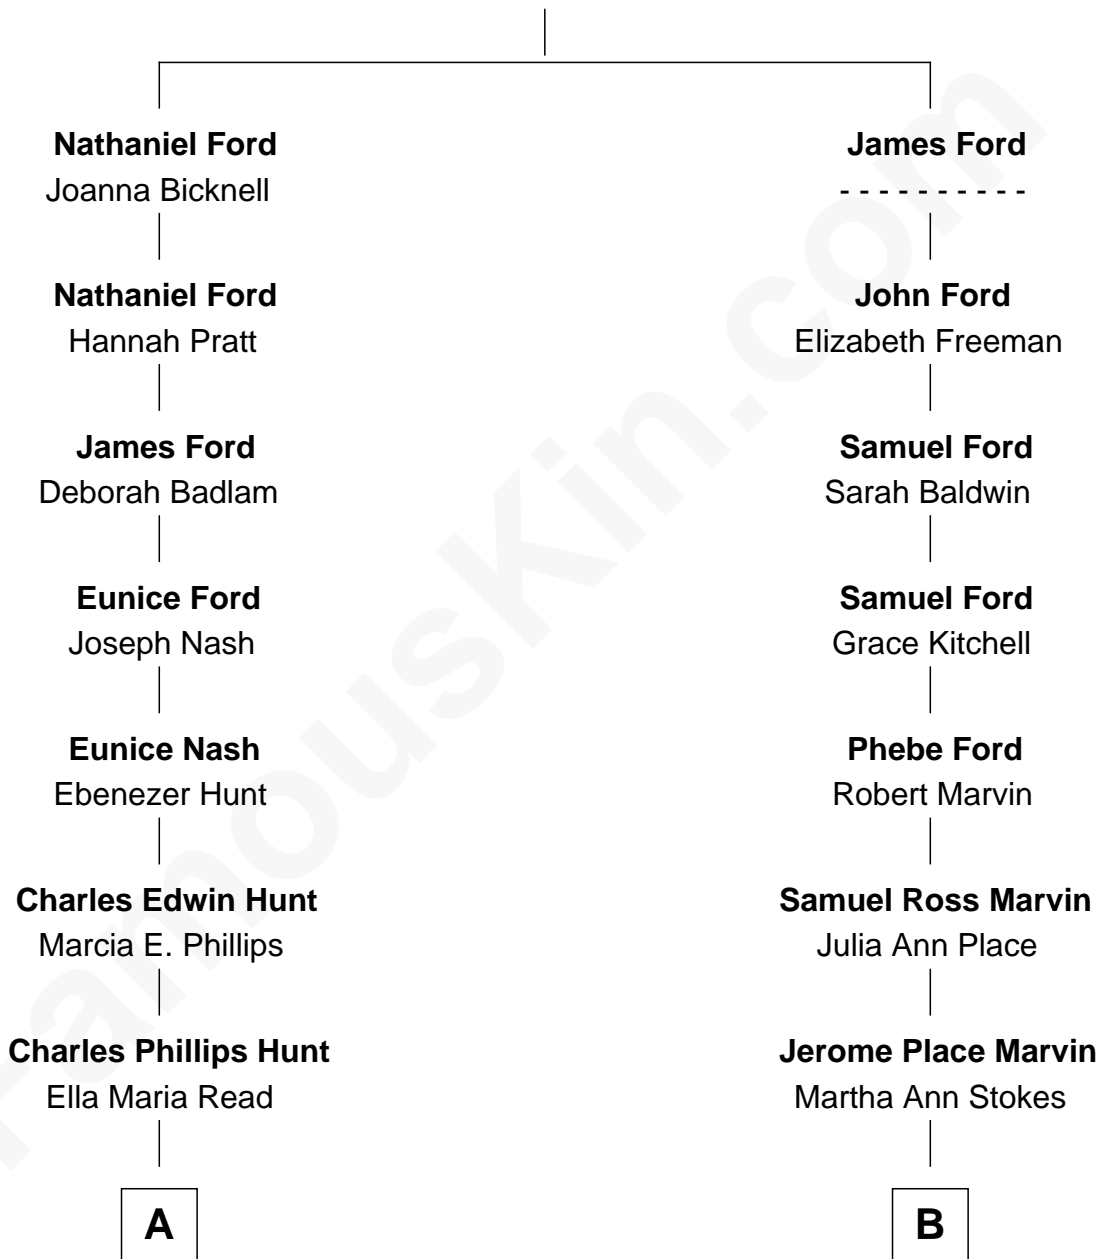 Nathaniel Ford
Joanna Bicknell
Nathaniel Ford
Hannah Pratt
James Ford
Deborah Badlam
Eunice Ford
Joseph Nash
Eunice Nash
Ebenezer Hunt
Charles Edwin Hunt
Marcia E. Phillips
Charles Phillips Hunt
Ella Maria Read
A
James Ford
- - - - - - - - - -
John Ford
Elizabeth Freeman
Samuel Ford
Sarah Baldwin
Samuel Ford
Grace Kitchell
Phebe Ford
Robert Marvin
Samuel Ross Marvin
Julia Ann Place
Jerome Place Marvin
Martha Ann Stokes
B
FamousKin.com